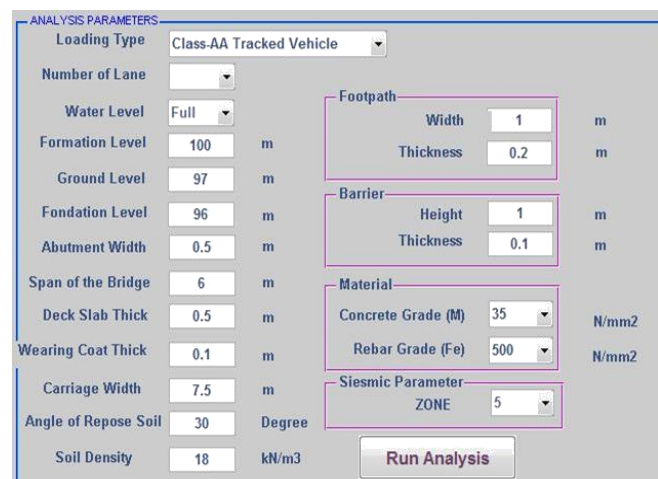 ANALYSIS PARAMETERS
Loading Type Class-AA Tracked Vehicle
Number of Lane
Water Level Full
Formation Level 100 m
Ground Level 97 m
Fondation Level 96 m
Abutment Width 0.5 m
Span of the Bridge 6 m
Deck Slab Thick 0.5 m
Wearing Coat Thick 0.1 m
Carriage Width 7.5 m
Angle of Repose Soil 30 Degree
Soil Density 18 kN/m3
Footpath
Width 1 m
Thickness 0.2 m
Barrier
Height 1 m
Thickness 0.1 m
Material
Concrete Grade (M) 35 N/mm2
Rebar Grade (Fe) 500 N/mm2
Siesmic Parameter
ZONE 5
Run Analysis